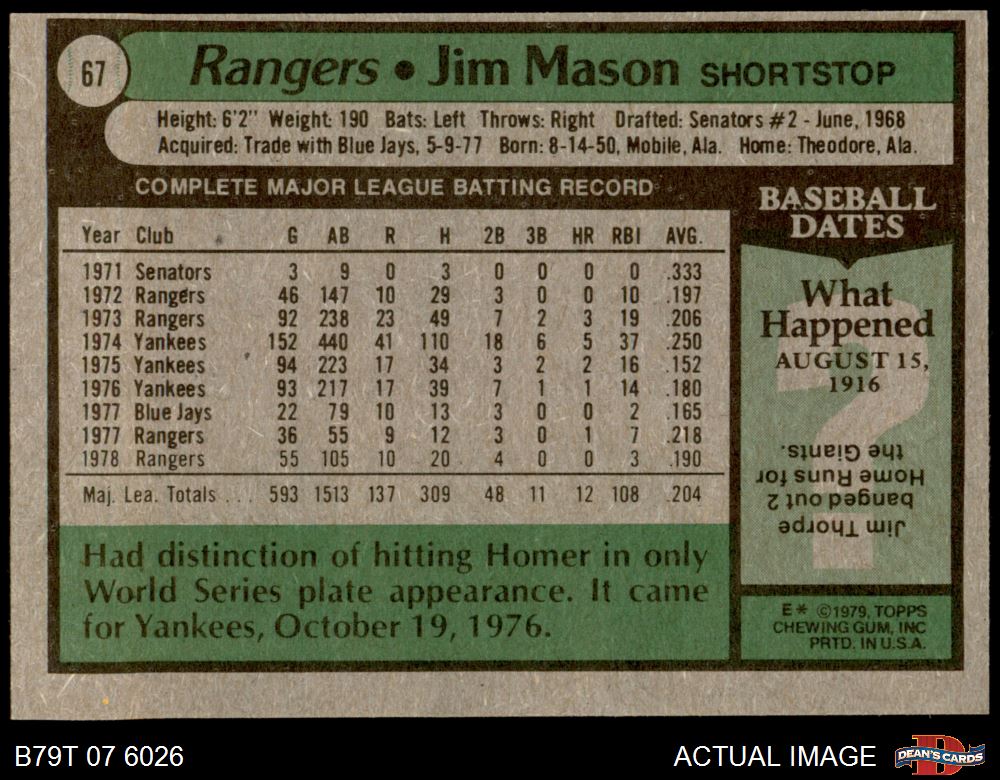 67
Rangers • Jim Mason SHORTSTOP
Height: 6'2" Weight: 190 Bats: Left Throws: Right Drafted: Senators #2 - June, 1968
Acquired: Trade with Blue Jays, 5-9-77 Born: 8-14-50, Mobile, Ala. Home: Theodore, Ala.
COMPLETE MAJOR LEAGUE BATTING RECORD
Year Club G AB R H 2B 3B HR RBI AVG.
1971 Senators 3 9 0 3 0 0 0 0 .333
1972 Rangers 46 147 10 29 3 0 0 10 .197
1973 Rangers 92 238 23 49 7 2 3 19 .206
1974 Yankees 152 440 41 110 18 6 5 37 .250
1975 Yankees 94 223 17 34 3 2 2 16 .152
1976 Yankees 93 217 17 39 7 1 1 14 .180
1977 Blue Jays 22 79 10 13 3 0 0 2 .165
1977 Rangers 36 55 9 12 3 0 1 7 .218
1978 Rangers 55 105 10 20 4 0 0 3 .190
Maj. Lea. Totals . . . 593 1513 137 309 48 11 12 108 .204
Had distinction of hitting Homer in only
World Series plate appearance. It came
for Yankees, October 19, 1976.
BASEBALL
DATES
What
Happened
AUGUST 15,
1916
?
Jim Thorpe
banged out 2
Home Runs for
the Giants.
E* ©1979, TOPPS
CHEWING GUM, INC
PRTD. IN U.S.A.
B79T 07 6026
ACTUAL IMAGE
D
DEAN'S CARDS